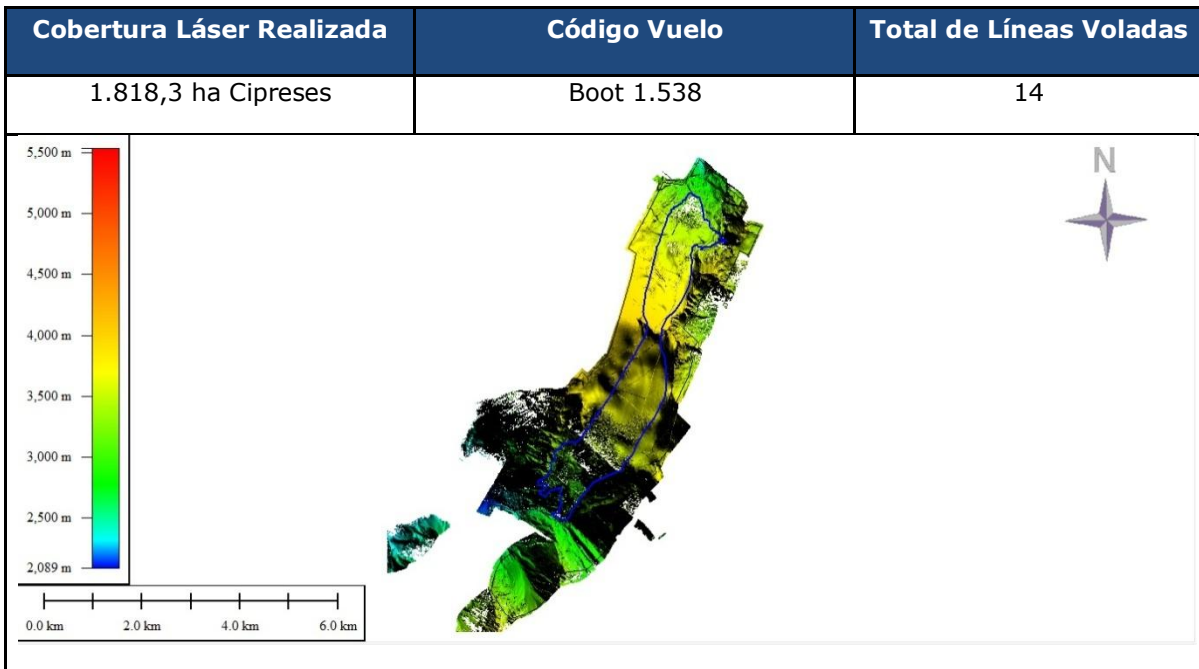 Cobertura Láser Realizada
Código Vuelo
Total de Líneas Voladas
1.818,3 ha Cipreses
Boot 1.538
14
5,500 m
5,000 m
4,500 m
4,000 m
3,500 m
3,000 m
2,500 m
2,089 m
N
0.0 km
2.0 km
4.0 km
6.0 km